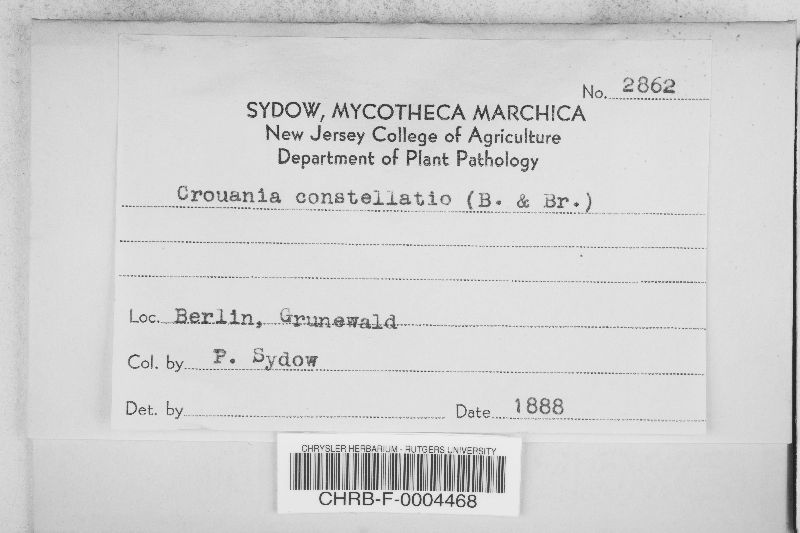 No. 2862
SYDOW, MYCOTHECA MARCHICA
New Jersey College of Agriculture
Department of Plant Pathology
Crouania constellatio (B. & Br.)
Loc. Berlin, Grunewald
Col. by P. Sydow
Det. by Date 1888
CHRYSLER HERBARIUM - RUTGERS UNIVERSITY
CHRB-F-0004468